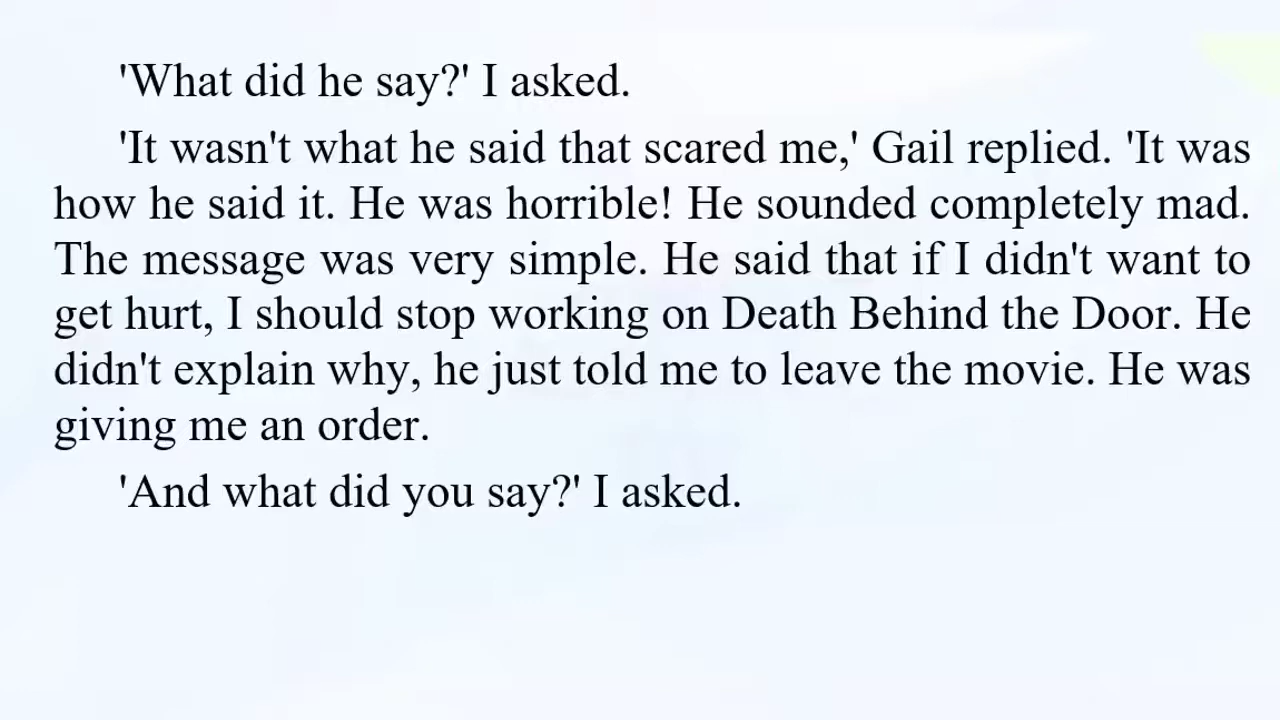 'What did he say?' I asked.
'It wasn't what he said that scared me,' Gail replied. 'It was
how he said it. He was horrible! He sounded completely mad.
The message was very simple. He said that if I didn't want to
get hurt, I should stop working on Death Behind the Door. He
didn't explain why, he just told me to leave the movie. He was
giving me an order.
'And what did you say?' I asked.